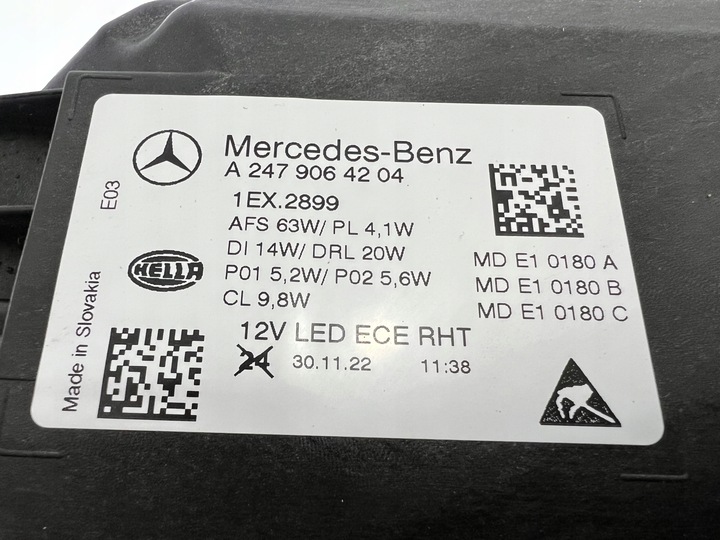 Mercedes-Benz
A 247 906 42 04
1EX.2899
AFS 63W/ PL 4,1W
DI 14W/ DRL 20W
P01 5,2W/ P02 5,6W
CL 9,8W
12V LED ECE RHT
24 30.11.22 11:38
MD E1 0180 A
MD E1 0180 B
MD E1 0180 C
HELLA
E03
Made in Slovakia